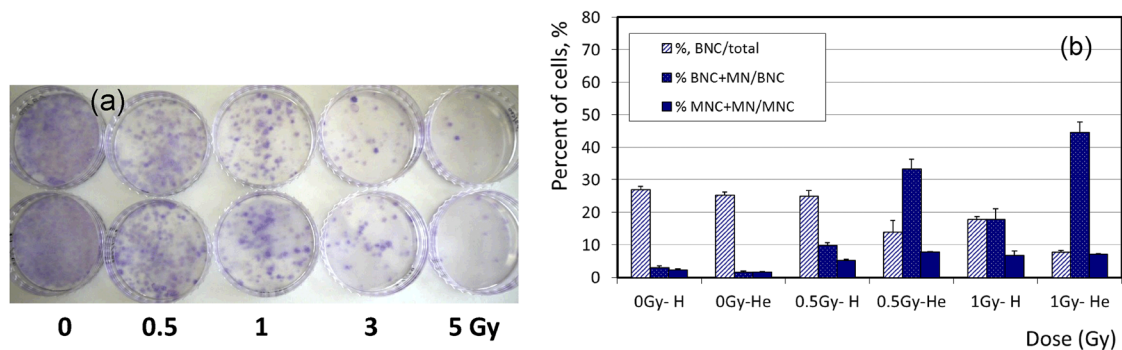 (a)
0 0.5 1 3 5 Gy
(b)
Percent of cells, %
80
70
60
50
40
30
20
10
0
%, BNC/total
% BNC+MN/BNC
% MNC+MN/MNC
0Gy- H 0Gy-He 0.5Gy- H 0.5Gy-He 1Gy- H 1Gy- He
Dose (Gy)